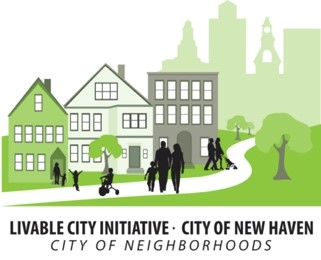 LIVABLE CITY INITIATIVE · CITY OF NEW HAVEN
CITY OF NEIGHBORHOODS